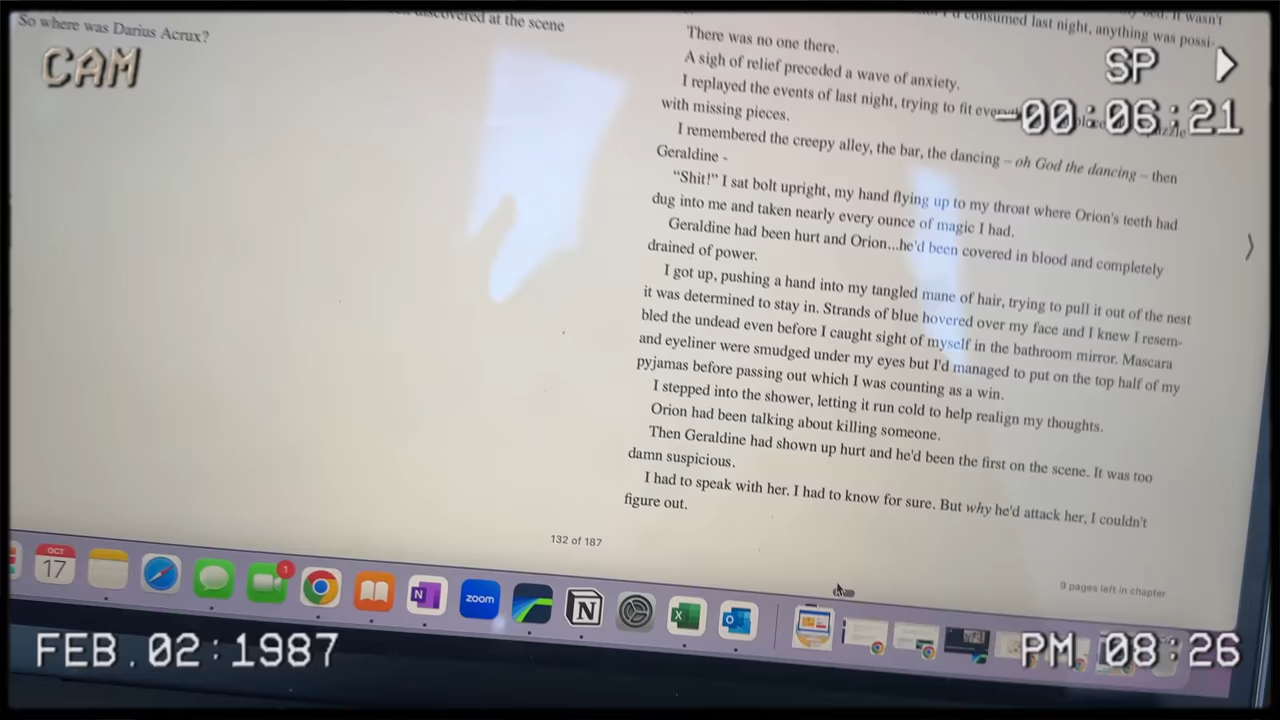 So where was Darius Acrux?
discovered at the scene
CAM
SP
-00:06:21
bed. It wasn't
I'd consumed last night, anything was possi-
There was no one there.
A sigh of relief preceded a wave of anxiety.
I replayed the events of last night, trying to fit
with missing pieces.
I remembered the creepy alley, the bar, the dancing – oh God the dancing – then
Geraldine -
“Shit!” I sat bolt upright, my hand flying up to my throat where Orion's teeth had
dug into me and taken nearly every ounce of magic I had.
Geraldine had been hurt and Orion...he'd been covered in blood and completely
drained of power.
I got up, pushing a hand into my tangled mane of hair, trying to pull it out of the nest
it was determined to stay in. Strands of blue hovered over my face and I knew I resem-
bled the undead even before I caught sight of myself in the bathroom mirror. Mascara
and eyeliner were smudged under my eyes but I'd managed to put on the top half of my
pyjamas before passing out which I was counting as a win.
I stepped into the shower, letting it run cold to help realign my thoughts.
Orion had been talking about killing someone.
Then Geraldine had shown up hurt and he'd been the first on the scene. It was too
damn suspicious.
I had to speak with her. I had to know for sure. But why he'd attack her, I couldn't
figure out.
132 of 187
9 pages left in chapter
OCT
17
1
N
zoom
N
X
O
FEB.02:1987
PM 08:26